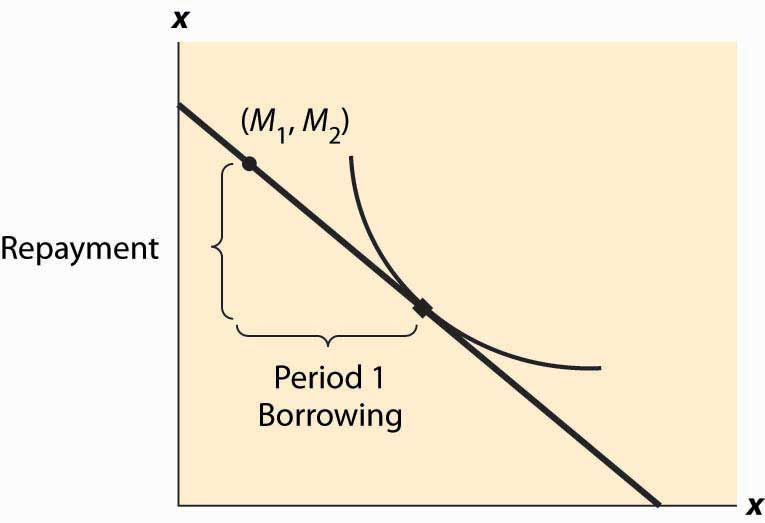 x
(M1, M2)
Repayment
Period 1
Borrowing
x